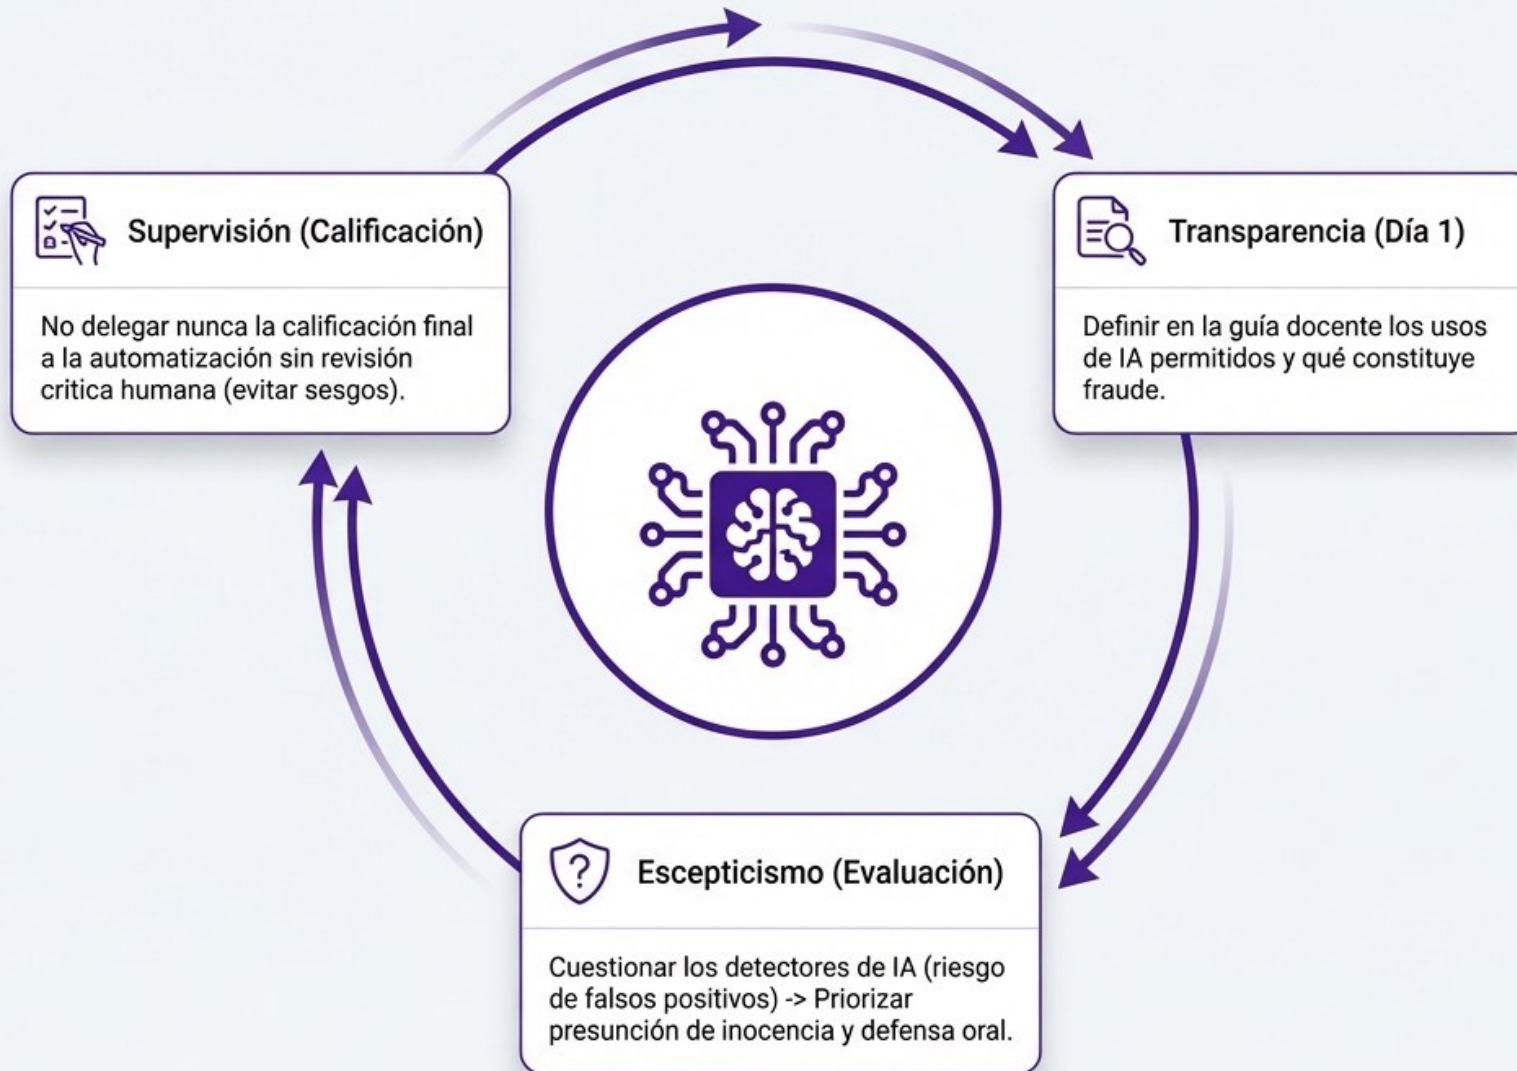 Supervisión (Calificación)
No delegar nunca la calificación final
a la automatización sin revisión
critica humana (evitar sesgos).
Transparencia (Día 1)
Definir en la guía docente los usos
de IA permitidos y qué constituye
fraude.
?
Escepticismo (Evaluación)
Cuestionar los detectores de IA (riesgo
de falsos positivos) -> Priorizar
presunción de inocencia y defensa oral.